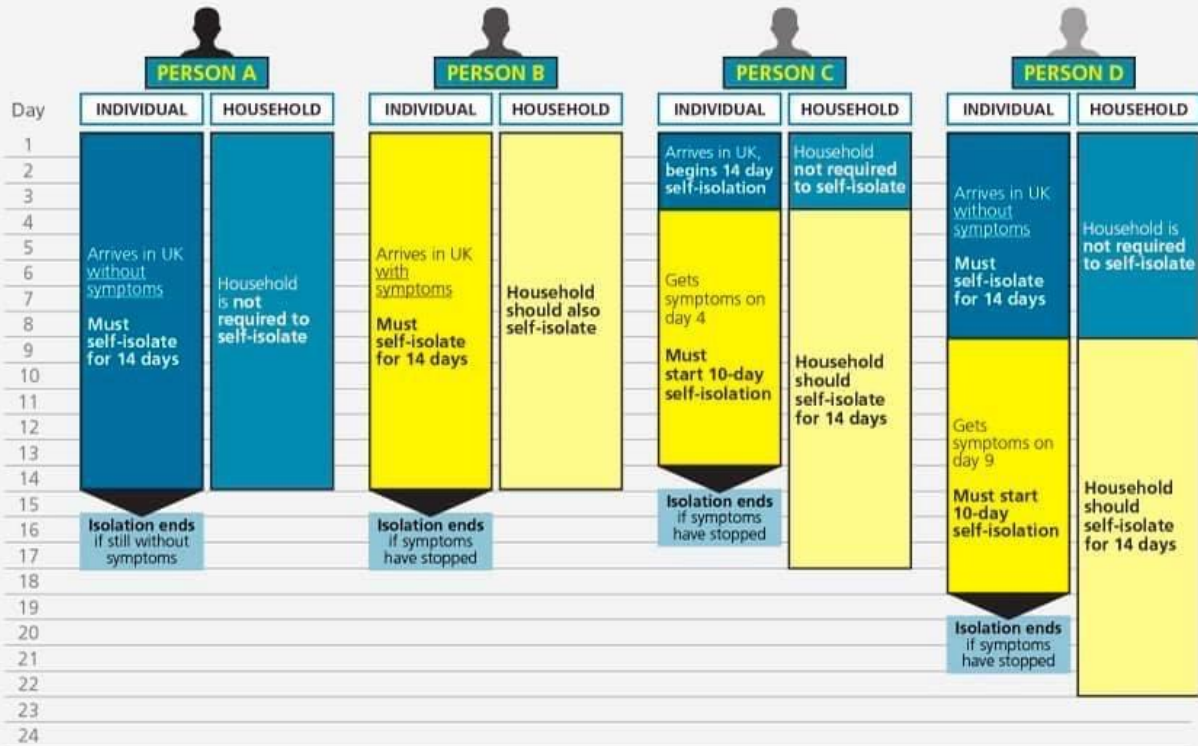 PERSON A
PERSON B
PERSON C
PERSON D
Day
INDIVIDUAL
HOUSEHOLD
INDIVIDUAL
HOUSEHOLD
INDIVIDUAL
HOUSEHOLD
INDIVIDUAL
HOUSEHOLD
1
2
3
4
5
6
7
8
9
10
11
12
13
14
15
16
17
18
19
20
21
22
23
24
Arrives in UK
without
symptoms
Must
self-isolate
for 14 days
Isolation ends
if still without
symptoms
Household
is not
required to
self-isolate
Arrives in UK
with
symptoms
Must
self-isolate
for 14 days
Isolation ends
if symptoms
have stopped
Household
should also
self-isolate
Arrives in UK,
begins 14 day
self-isolation
Gets
symptoms on
day 4
Must
start 10-day
self-isolation
Isolation ends
if symptoms
have stopped
Household
not required
to self-isolate
Household
should
self-isolate
for 14 days
Arrives in UK
without
symptoms
Must
self-isolate
for 14 days
Gets
symptoms on
day 9
Must start
10-day
self-isolation
Isolation ends
if symptoms
have stopped
Household is
not required
to self-isolate
Household
should
self-isolate
for 14 days